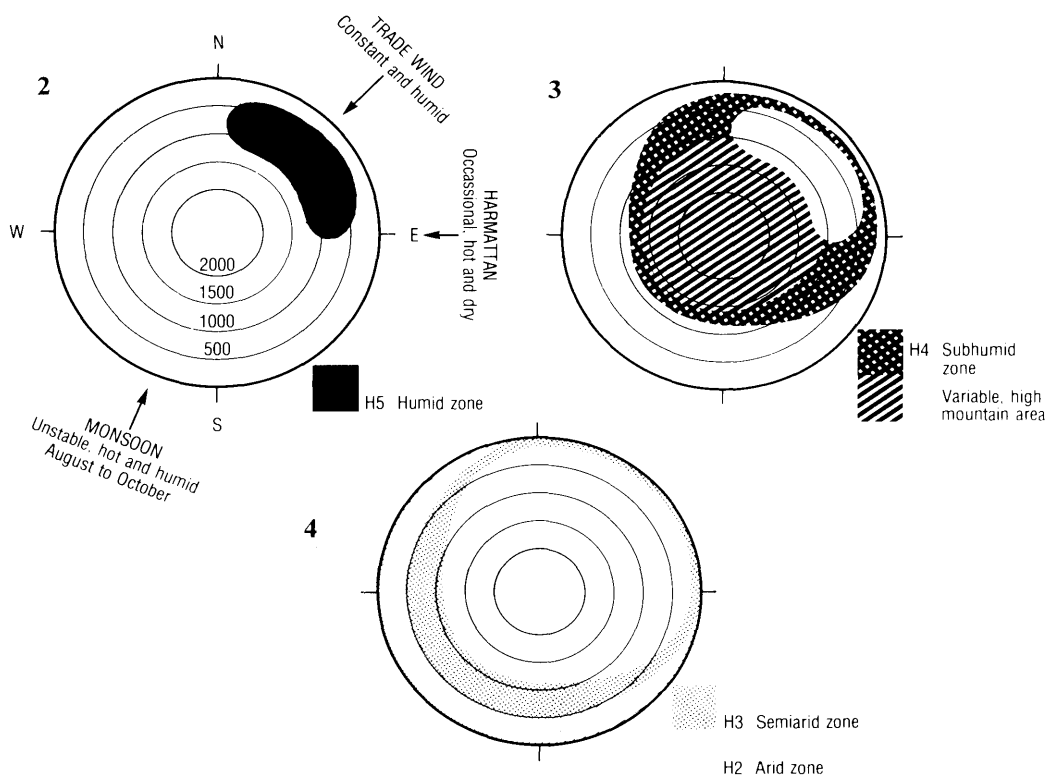 2
N
TRADE WIND
Constant and humid
W
E
HARMATTAN
Occassional, hot and dry
2000
1500
1000
500
S
MONSOON
Unstable, hot and humid
August to October
H5 Humid zone
3
H4 Subhumid
zone
Variable, high
mountain area
4
H3 Semiarid zone
H2 Arid zone